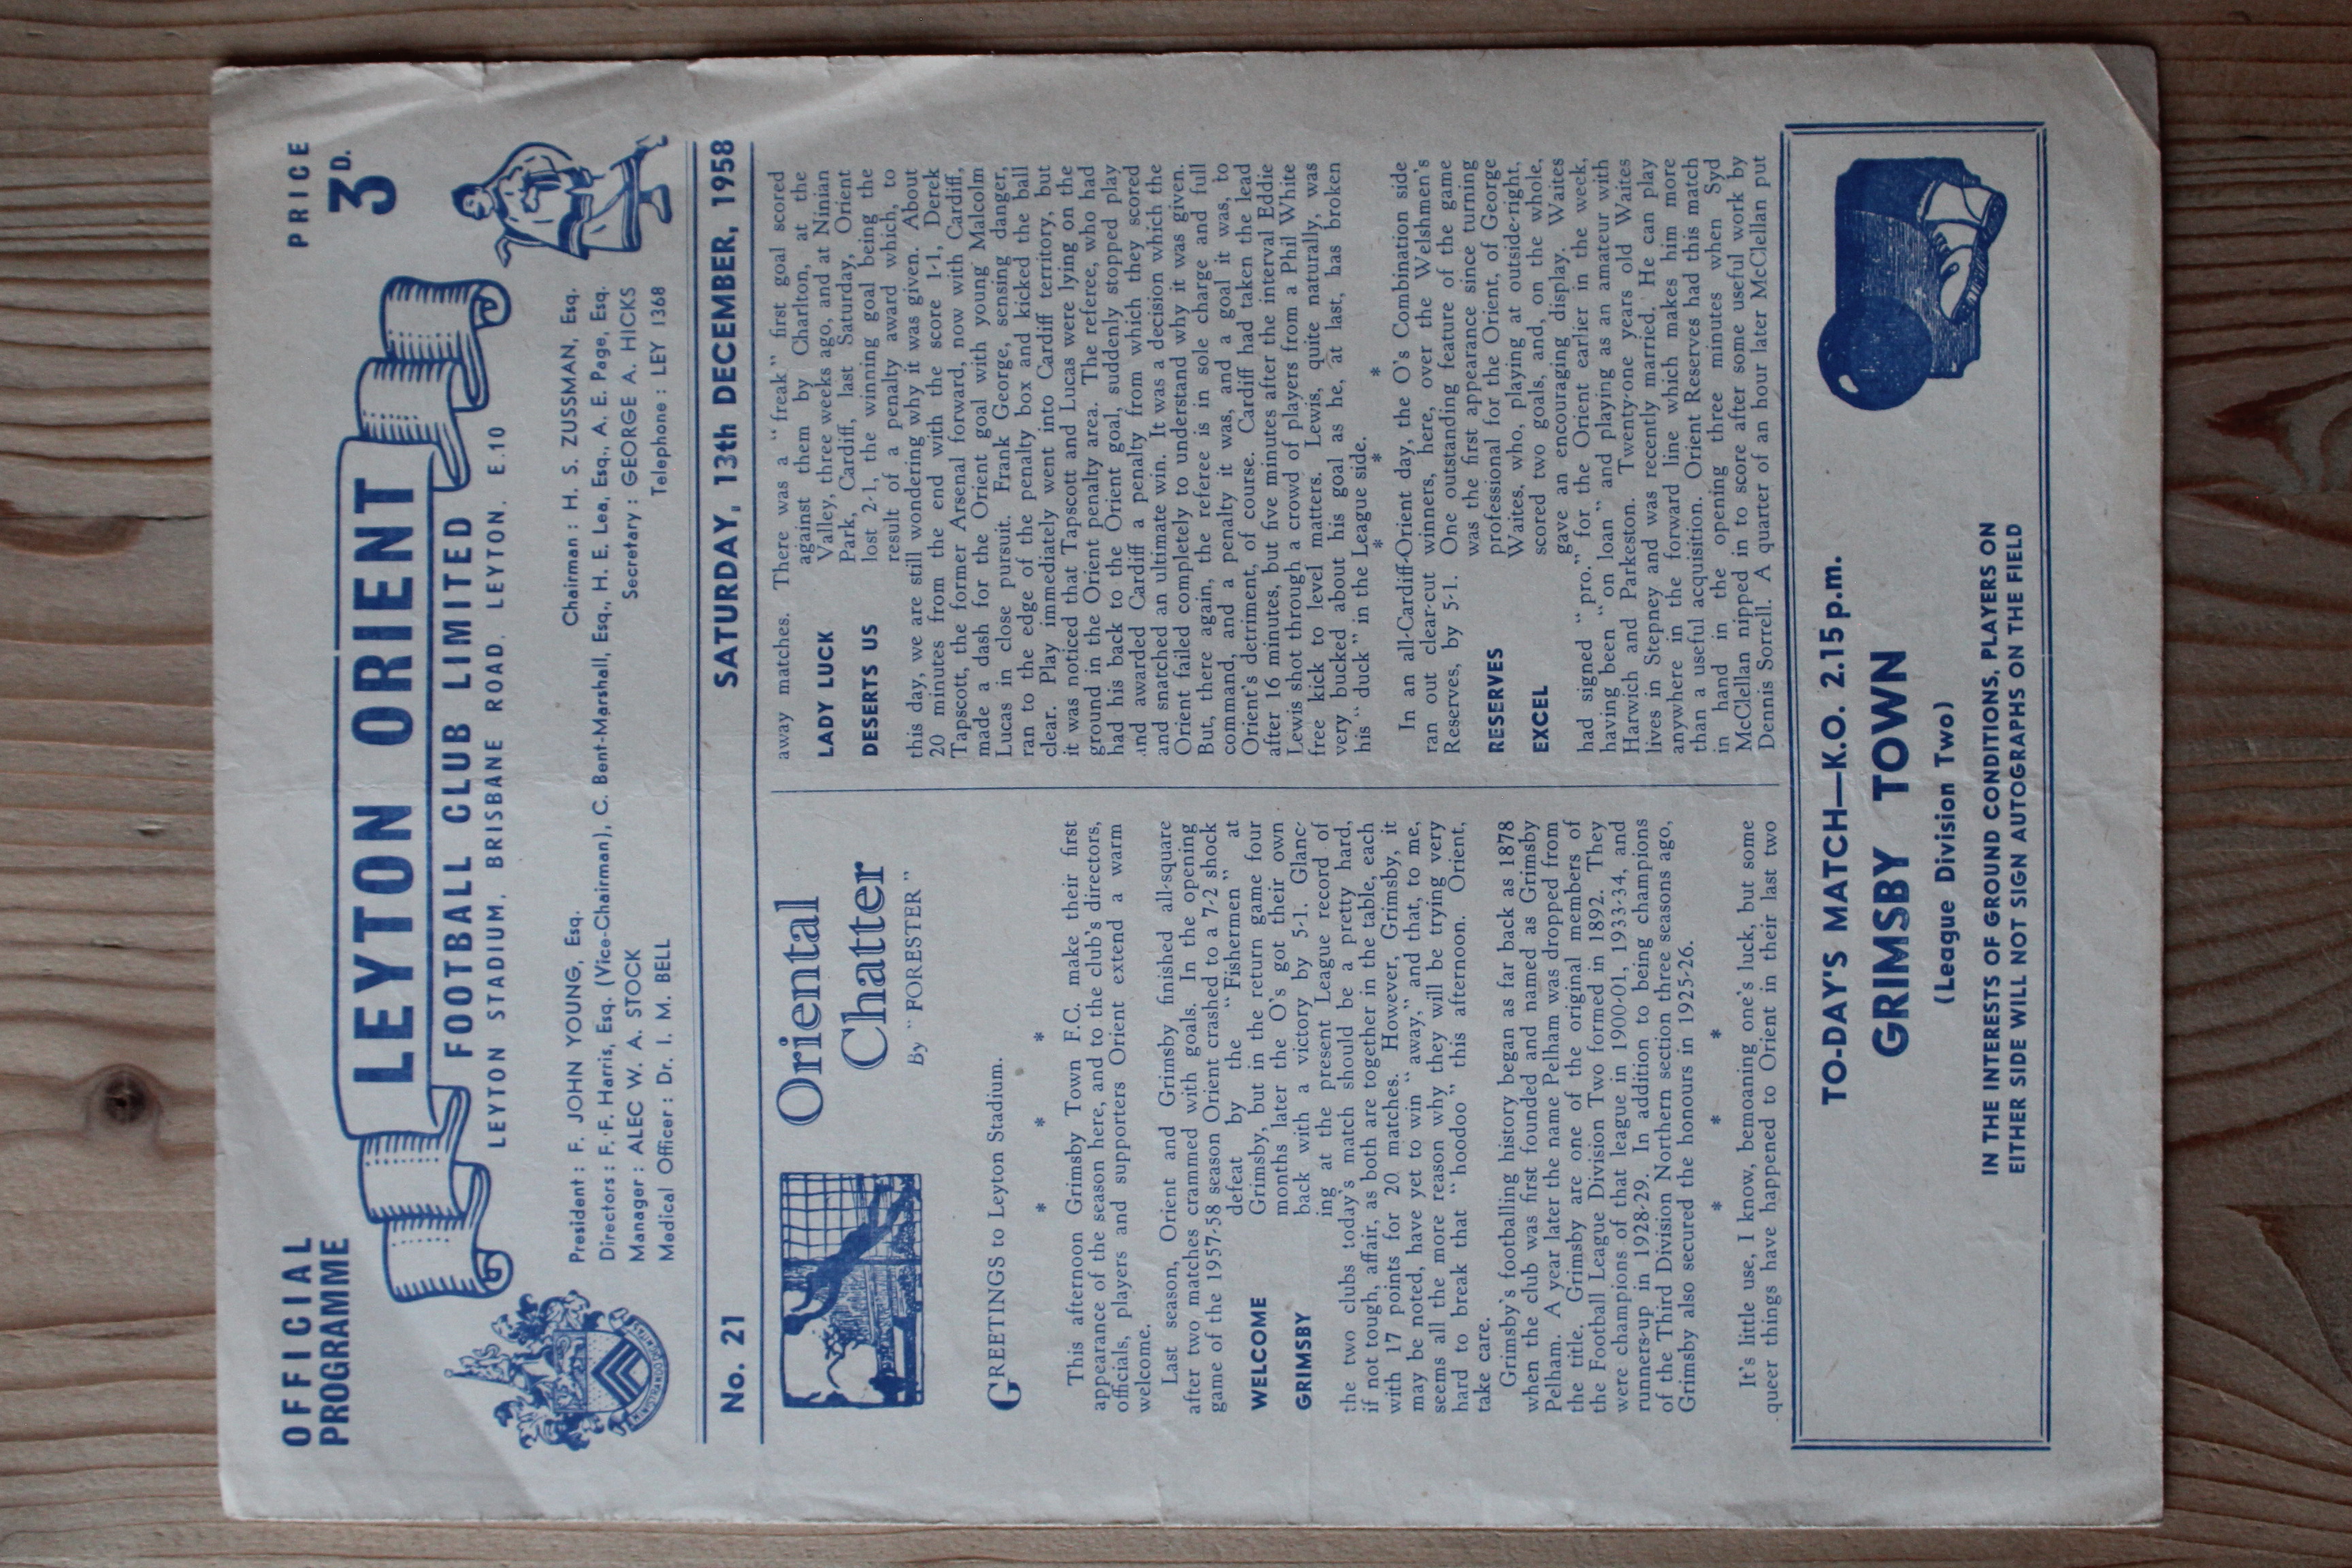 OFFICIAL
PROGRAMME
PRICE
3D.
LEYTON ORIENT
FOOTBALL CLUB LIMITED
LEYTON STADIUM, BRISBANE ROAD, LEYTON, E.10
President : F. JOHN YOUNG, Esq.
Chairman : H. S. ZUSSMAN, Esq.
Directors : F. F. Harris, Esq. (Vice-Chairman), C. Bent-Marshall, Esq., H. E. Lea, Esq., A. E. Page, Esq.
Manager : ALEC W. A. STOCK
Secretary : GEORGE A. HICKS
Medical Officer : Dr. I. M. BELL
Telephone : LEY 1368
No. 21
SATURDAY, 13th DECEMBER, 1958
Oriental
Chatter
By "FORESTER"
GREETINGS to Leyton Stadium.
* * *
This afternoon Grimsby Town F.C. make their first
appearance of the season here, and to the club's directors,
officials, players and supporters Orient extend a warm
welcome.
Last season, Orient and Grimsby finished all-square
after two matches crammed with goals. In the opening
game of the 1957-58 season Orient crashed to a 7-2 shock
defeat by the "Fishermen" at
WELCOME
Grimsby, but in the return game four
months later the O's got their own
GRIMSBY
back with a victory by 5-1. Glanc-
ing at the present League record of
the two clubs today's match should be a pretty hard,
if not tough, affair, as both are together in the table, each
with 17 points for 20 matches. However, Grimsby, it
may be noted, have yet to win "away," and that, to me,
seems all the more reason why they will be trying very
hard to break that "hoodoo" this afternoon. Orient,
take care.
Grimsby's footballing history began as far back as 1878
when the club was first founded and named as Grimsby
Pelham. A year later the name Pelham was dropped from
the title. Grimsby are one of the original members of
the Football League Division Two formed in 1892. They
were champions of that league in 1900-01, 1933-34, and
runners-up in 1928-29. In addition to being champions
of the Third Division Northern section three seasons ago,
Grimsby also secured the honours in 1925-26.
* * *
It's little use, I know, bemoaning one's luck, but some
queer things have happened to Orient in their last two
away matches. There was a "freak" first goal scored
against them by Charlton, at the
LADY LUCK
Valley, three weeks ago, and at Ninian
Park, Cardiff, last Saturday, Orient
DESERTS US
lost 2-1, the winning goal being the
result of a penalty award which, to
this day, we are still wondering why it was given. About
20 minutes from the end with the score 1-1, Derek
Tapscott, the former Arsenal forward, now with Cardiff,
made a dash for the Orient goal with young Malcolm
Lucas in close pursuit. Frank George, sensing danger,
ran to the edge of the penalty box and kicked the ball
clear. Play immediately went into Cardiff territory, but
it was noticed that Tapscott and Lucas were lying on the
ground in the Orient penalty area. The referee, who had
had his back to the Orient goal, suddenly stopped play
and awarded Cardiff a penalty from which they scored
and snatched an ultimate win. It was a decision which the
Orient failed completely to understand why it was given.
But, there again, the referee is in sole charge and full
command, and a penalty it was, and a goal it was, to
Orient's detriment, of course. Cardiff had taken the lead
after 16 minutes, but five minutes after the interval Eddie
Lewis shot through a crowd of players from a Phil White
free kick to level matters. Lewis, quite naturally, was
very bucked about his goal as he, at last, has broken
his "duck" in the League side.
* * *
In an all-Cardiff-Orient day, the O's Combination side
ran out clear-cut winners, here, over the Welshmen's
Reserves, by 5-1. One outstanding feature of the game
was the first appearance since turning
RESERVES
professional for the Orient, of George
Waites, who, playing at outside-right,
EXCEL
scored two goals, and, on the whole,
gave an encouraging display. Waites
had signed "pro." for the Orient earlier in the week,
having been "on loan" and playing as an amateur with
Harwich and Parkeston. Twenty-one years old Waites
lives in Stepney and was recently married. He can play
anywhere in the forward line which makes him more
than a useful acquisition. Orient Reserves had this match
in hand in the opening three minutes when Syd
McClellan nipped in to score after some useful work by
Dennis Sorrell. A quarter of an hour later McClellan put
TO-DAY'S MATCH—K.O. 2.15 p.m.
GRIMSBY TOWN
(League Division Two)
IN THE INTERESTS OF GROUND CONDITIONS, PLAYERS ON
EITHER SIDE WILL NOT SIGN AUTOGRAPHS ON THE FIELD